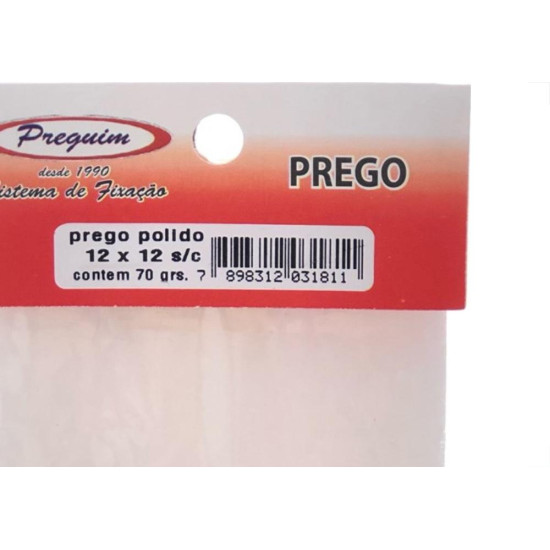 Preguim
desde 1990
Sistema de Fixação
PREGO
prego polido
12 x 12 s/c
contem 70 grs.
7 898312 031811